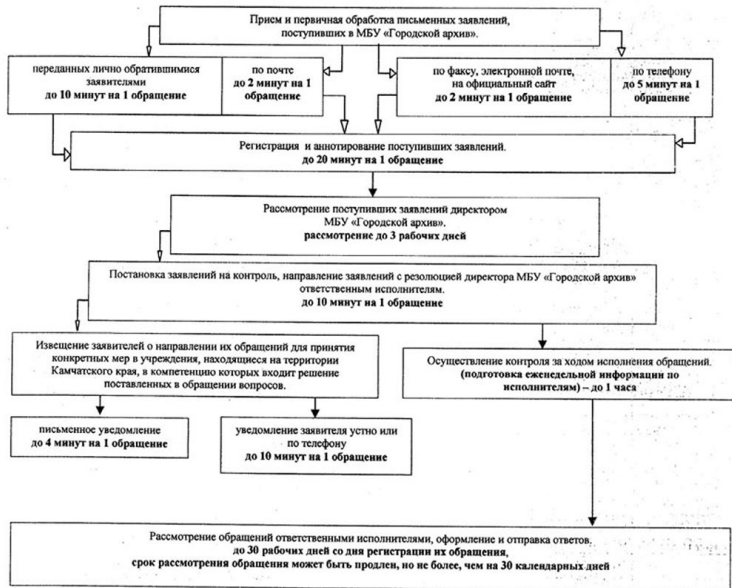 Прием и первичная обработка письменных заявлений,
поступивших в МБУ «Городской архив».
переданных лично обратившимися
заявителями
до 10 минут на 1 обращение
по почте
до 2 минут на 1
обращение
по факсу, электронной почте,
на официальный сайт
до 2 минут на 1 обращение
по телефону
до 5 минут на 1
обращение
Регистрация и аннотирование поступивших заявлений.
до 20 минут на 1 обращение
Рассмотрение поступивших заявлений директором
МБУ «Городской архив».
рассмотрение до 3 рабочих дней
Постановка заявлений на контроль, направление заявлений с резолюцией директора МБУ «Городской архив»
ответственным исполнителям.
до 10 минут на 1 обращение
Извещение заявителей о направлении их обращений для принятия
конкретных мер в учреждения, находящиеся на территории
Камчатского края, в компетенцию которых входит решение
поставленных в обращении вопросов.
Осуществление контроля за ходом исполнения обращений.
(подготовка еженедельной информации по
исполнителям) – до 1 часа
письменное уведомление
до 4 минут на 1 обращение
уведомление заявителя устно или
по телефону
до 10 минут на 1 обращение
Рассмотрение обращений ответственными исполнителями, оформление и отправка ответов.
до 30 рабочих дней со дня регистрации их обращения,
срок рассмотрения обращения может быть продлен, но не более, чем на 30 календарных дней